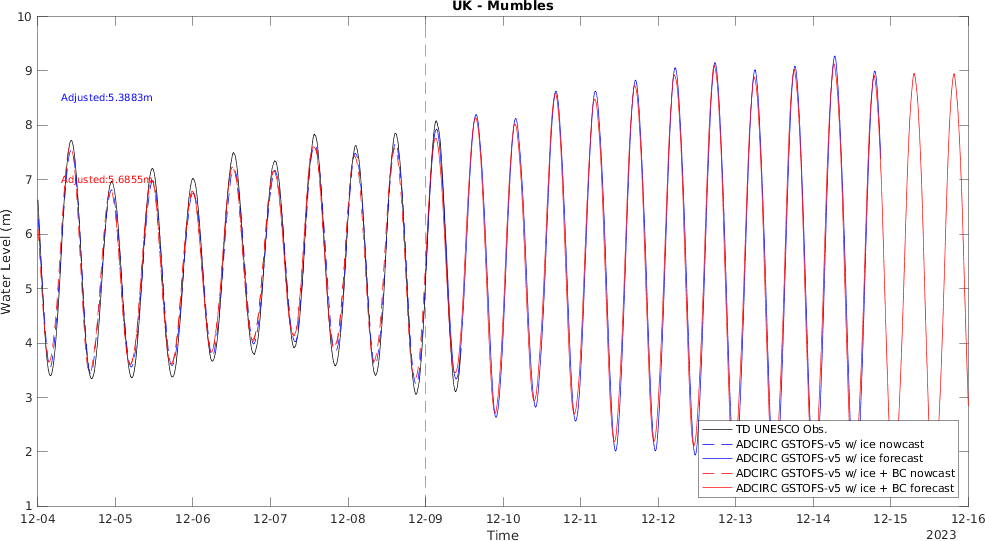 UK - Mumbles
10
9
8
7
6
5
4
3
2
1
Water Level (m)
Adjusted:5.3883m
Adjusted:5.6855m
TD UNESCO Obs.
ADCIRC GSTOFS-v5 w/ ice nowcast
ADCIRC GSTOFS-v5 w/ ice forecast
ADCIRC GSTOFS-v5 w/ ice + BC nowcast
ADCIRC GSTOFS-v5 w/ ice + BC forecast
12-04 12-05 12-06 12-07 12-08 12-09 12-10 12-11 12-12 12-13 12-14 12-15 12-16
Time
2023